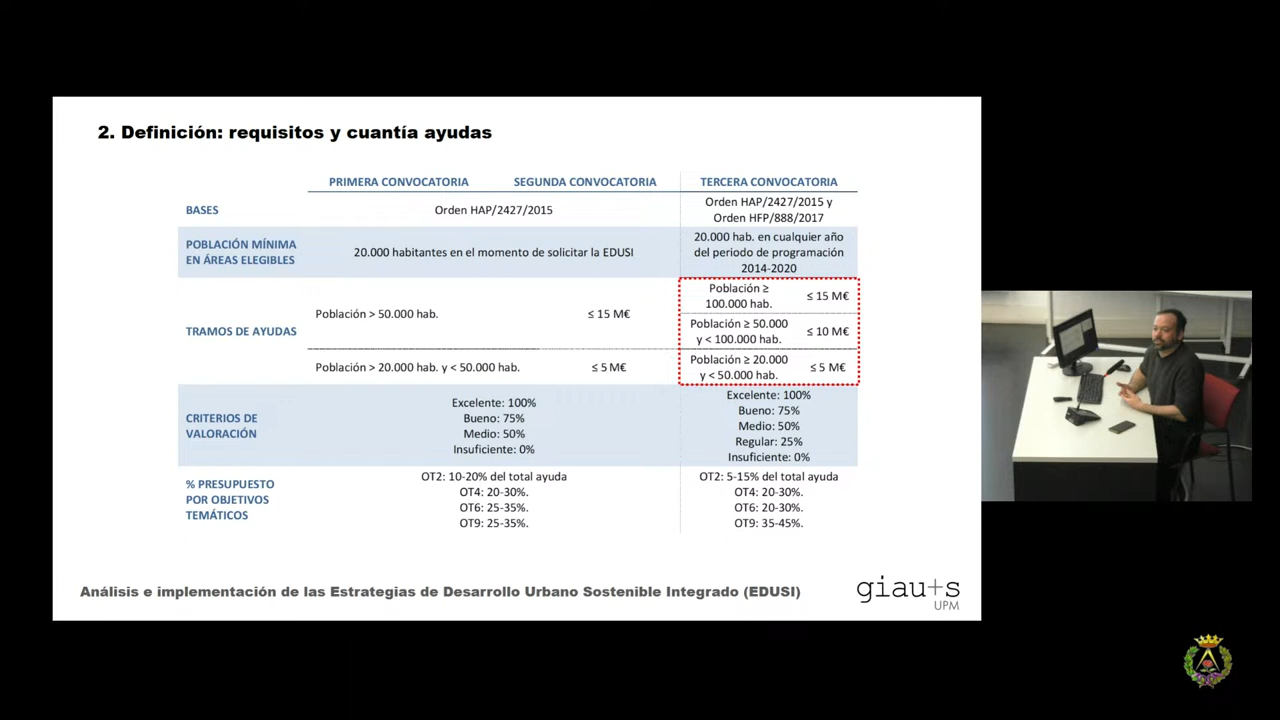 2. Definición: requisitos y cuantía ayudas
PRIMERA CONVOCATORIA
SEGUNDA CONVOCATORIA
TERCERA CONVOCATORIA
BASES
Orden HAP/2427/2015
Orden HAP/2427/2015 y
Orden HFP/888/2017
POBLACIÓN MÍNIMA
EN ÁREAS ELEGIBLES
20.000 habitantes en el momento de solicitar la EDUSI
20.000 hab. en cualquier año
del periodo de programación
2014-2020
TRAMOS DE AYUDAS
Población > 50.000 hab.
≤ 15 M€
Población > 20.000 hab. y < 50.000 hab.
≤ 5 M€
Población ≥
100.000 hab.
≤ 15 M€
Población ≥ 50.000
y < 100.000 hab.
≤ 10 M€
Población ≥ 20.000
y < 50.000 hab.
≤ 5 M€
CRITERIOS DE
VALORACIÓN
Excelente: 100%
Bueno: 75%
Medio: 50%
Insuficiente: 0%
Excelente: 100%
Bueno: 75%
Medio: 50%
Regular: 25%
Insuficiente: 0%
% PRESUPUESTO
POR OBJETIVOS
TEMÁTICOS
OT2: 10-20% del total ayuda
OT4: 20-30%.
OT6: 25-35%.
OT9: 25-35%.
OT2: 5-15% del total ayuda
OT4: 20-30%.
OT6: 20-30%.
OT9: 35-45%.
Análisis e implementación de las Estrategias de Desarrollo Urbano Sostenible Integrado (EDUSI)
giau+s
UPM